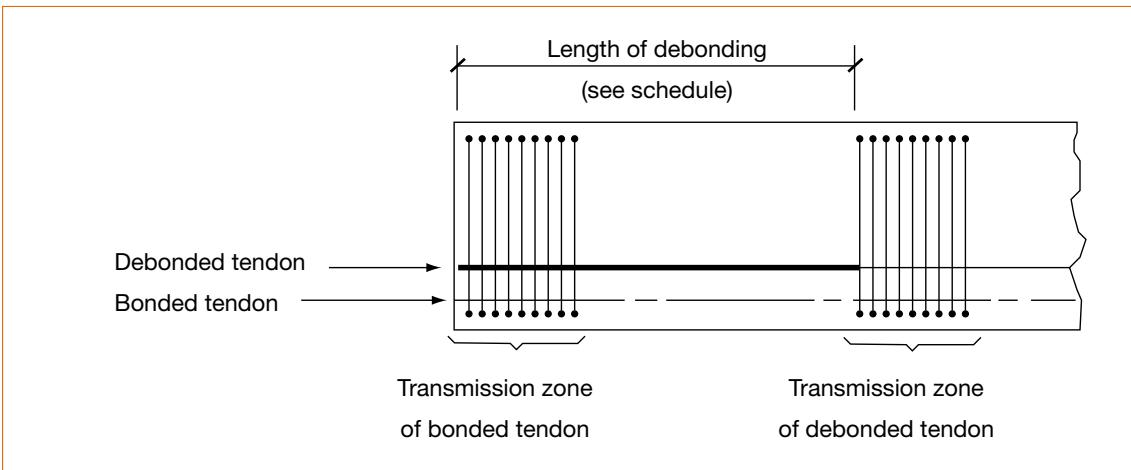 Length of debonding
(see schedule)
Debonded tendon
Bonded tendon
Transmission zone
of bonded tendon
Transmission zone
of debonded tendon